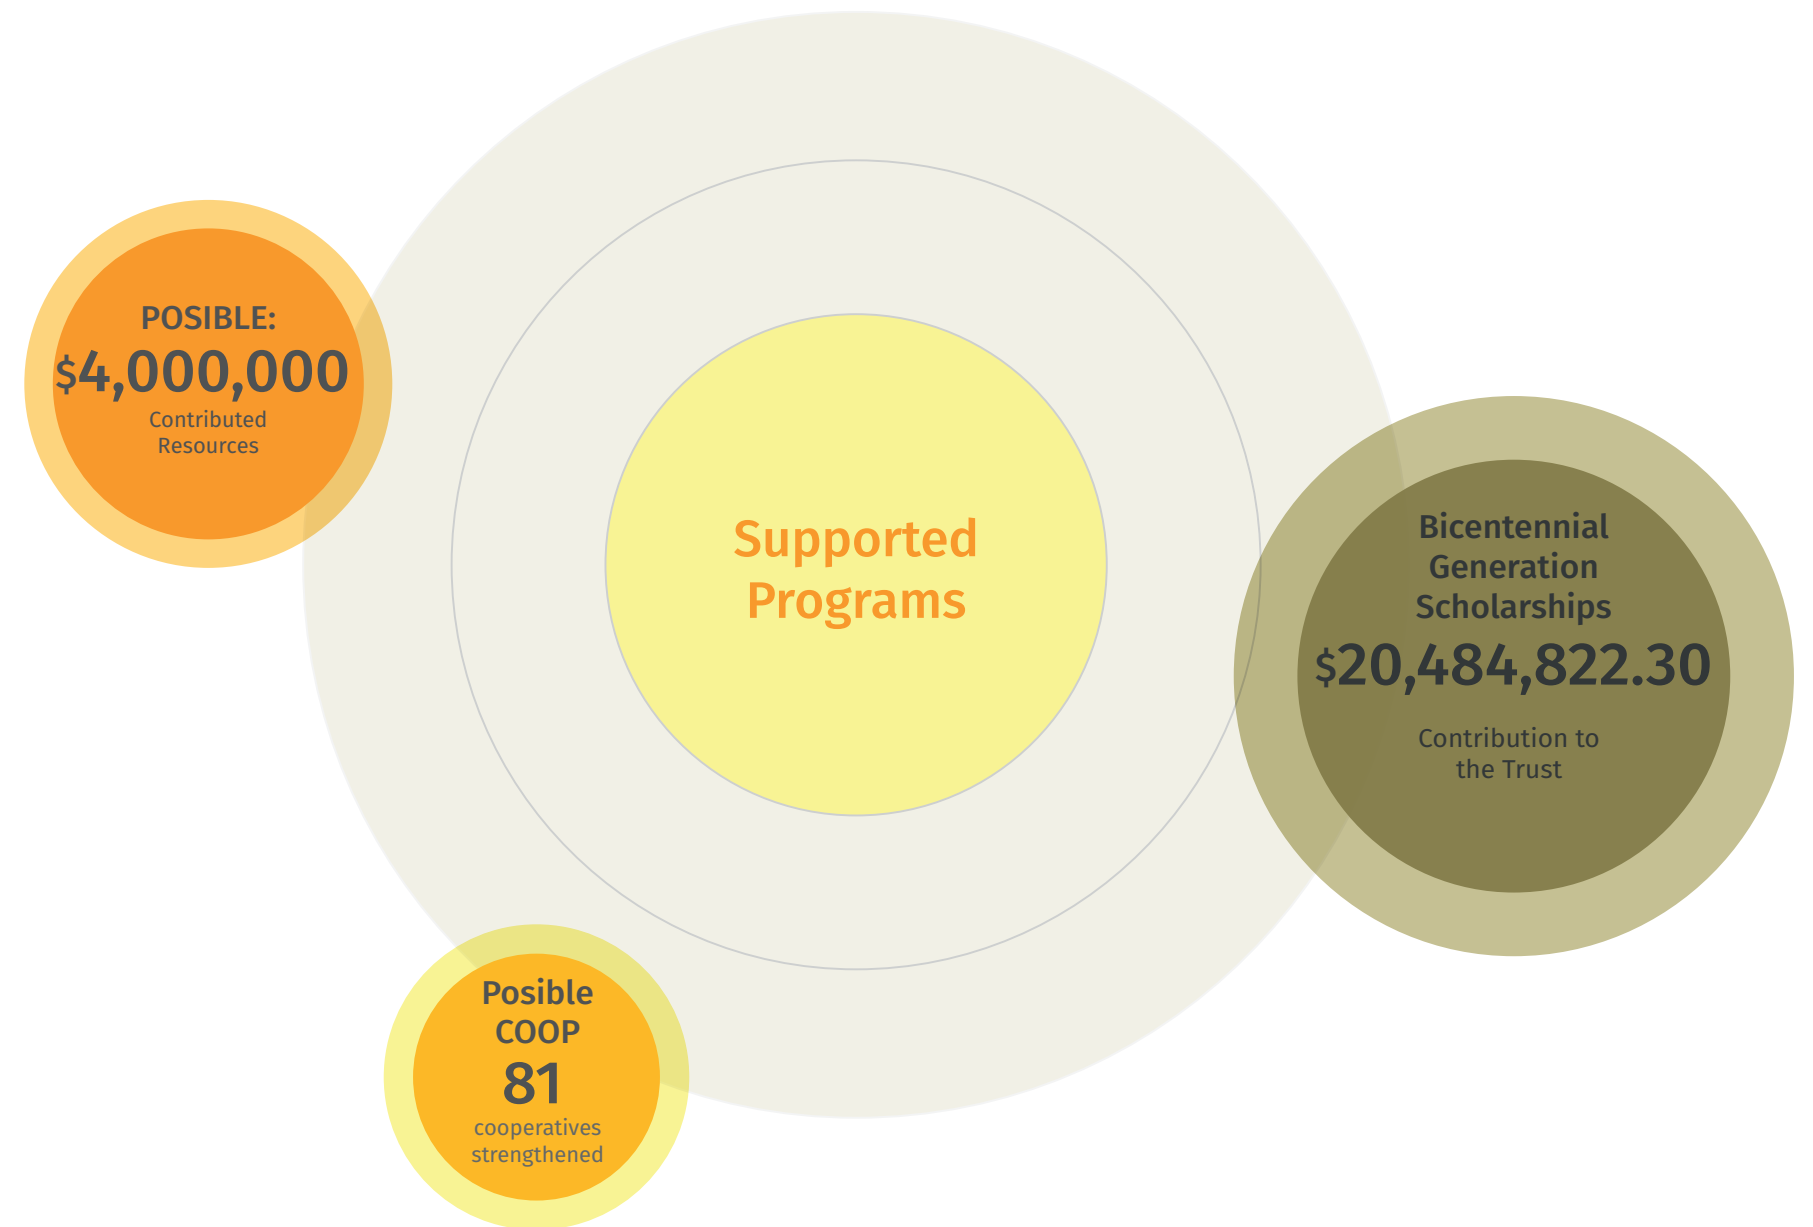 POSIBLE:
$4,000,000
Contributed
Resources
Supported
Programs
Bicentennial
Generation
Scholarships
$20,484,822.30
Contribution to
the Trust
Posible
COOP
81
cooperatives
strengthened